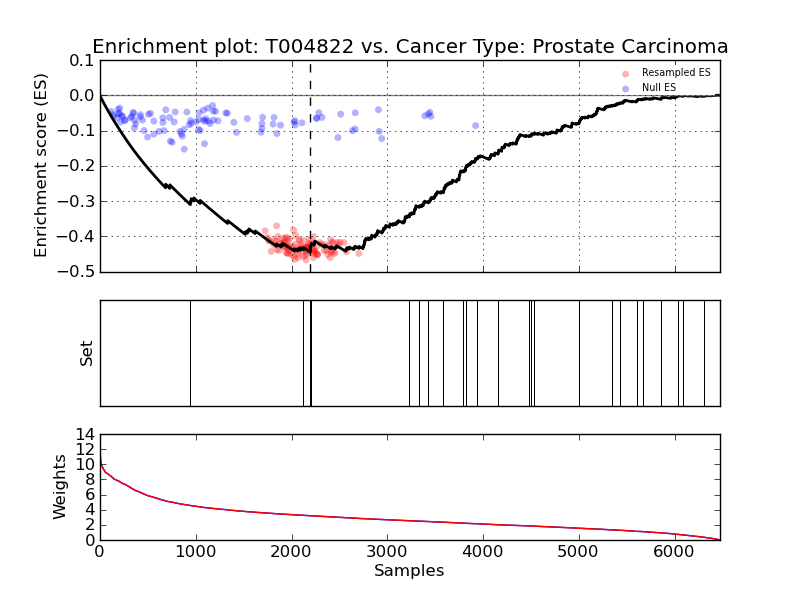 Enrichment plot: T004822 vs. Cancer Type: Prostate Carcinoma
Enrichment score (ES)
0.1
0.0
−0.1
−0.2
−0.3
−0.4
−0.5
Resampled ES
Null ES
Set
Weights
14
12
10
8
6
4
2
0
0 1000 2000 3000 4000 5000 6000
Samples